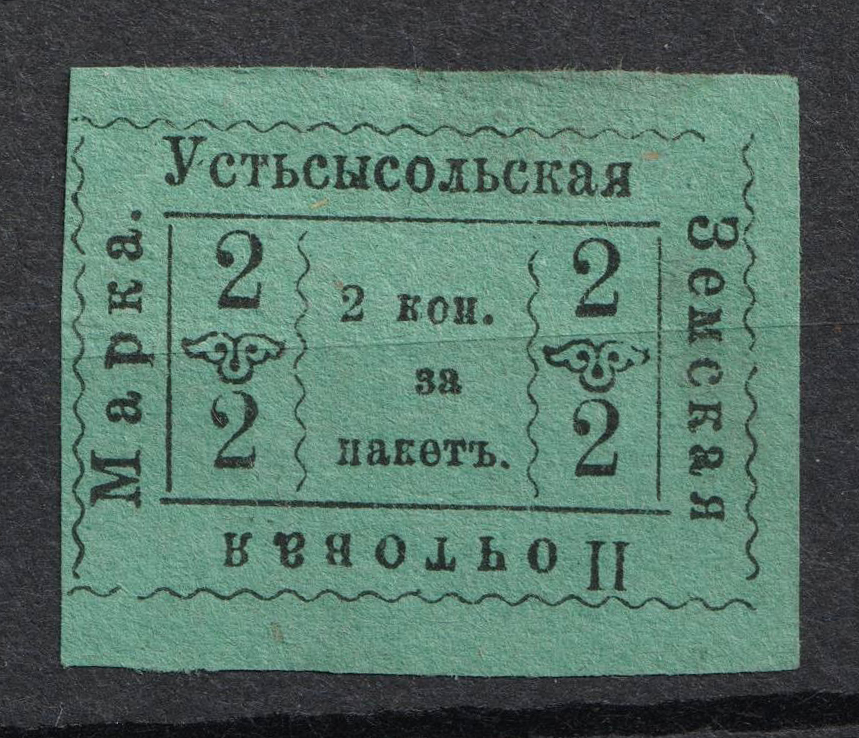 Устьсысольская
Земская
Почтовая
Марка.
2
2
2 коп.
за
пакетъ.
2
2